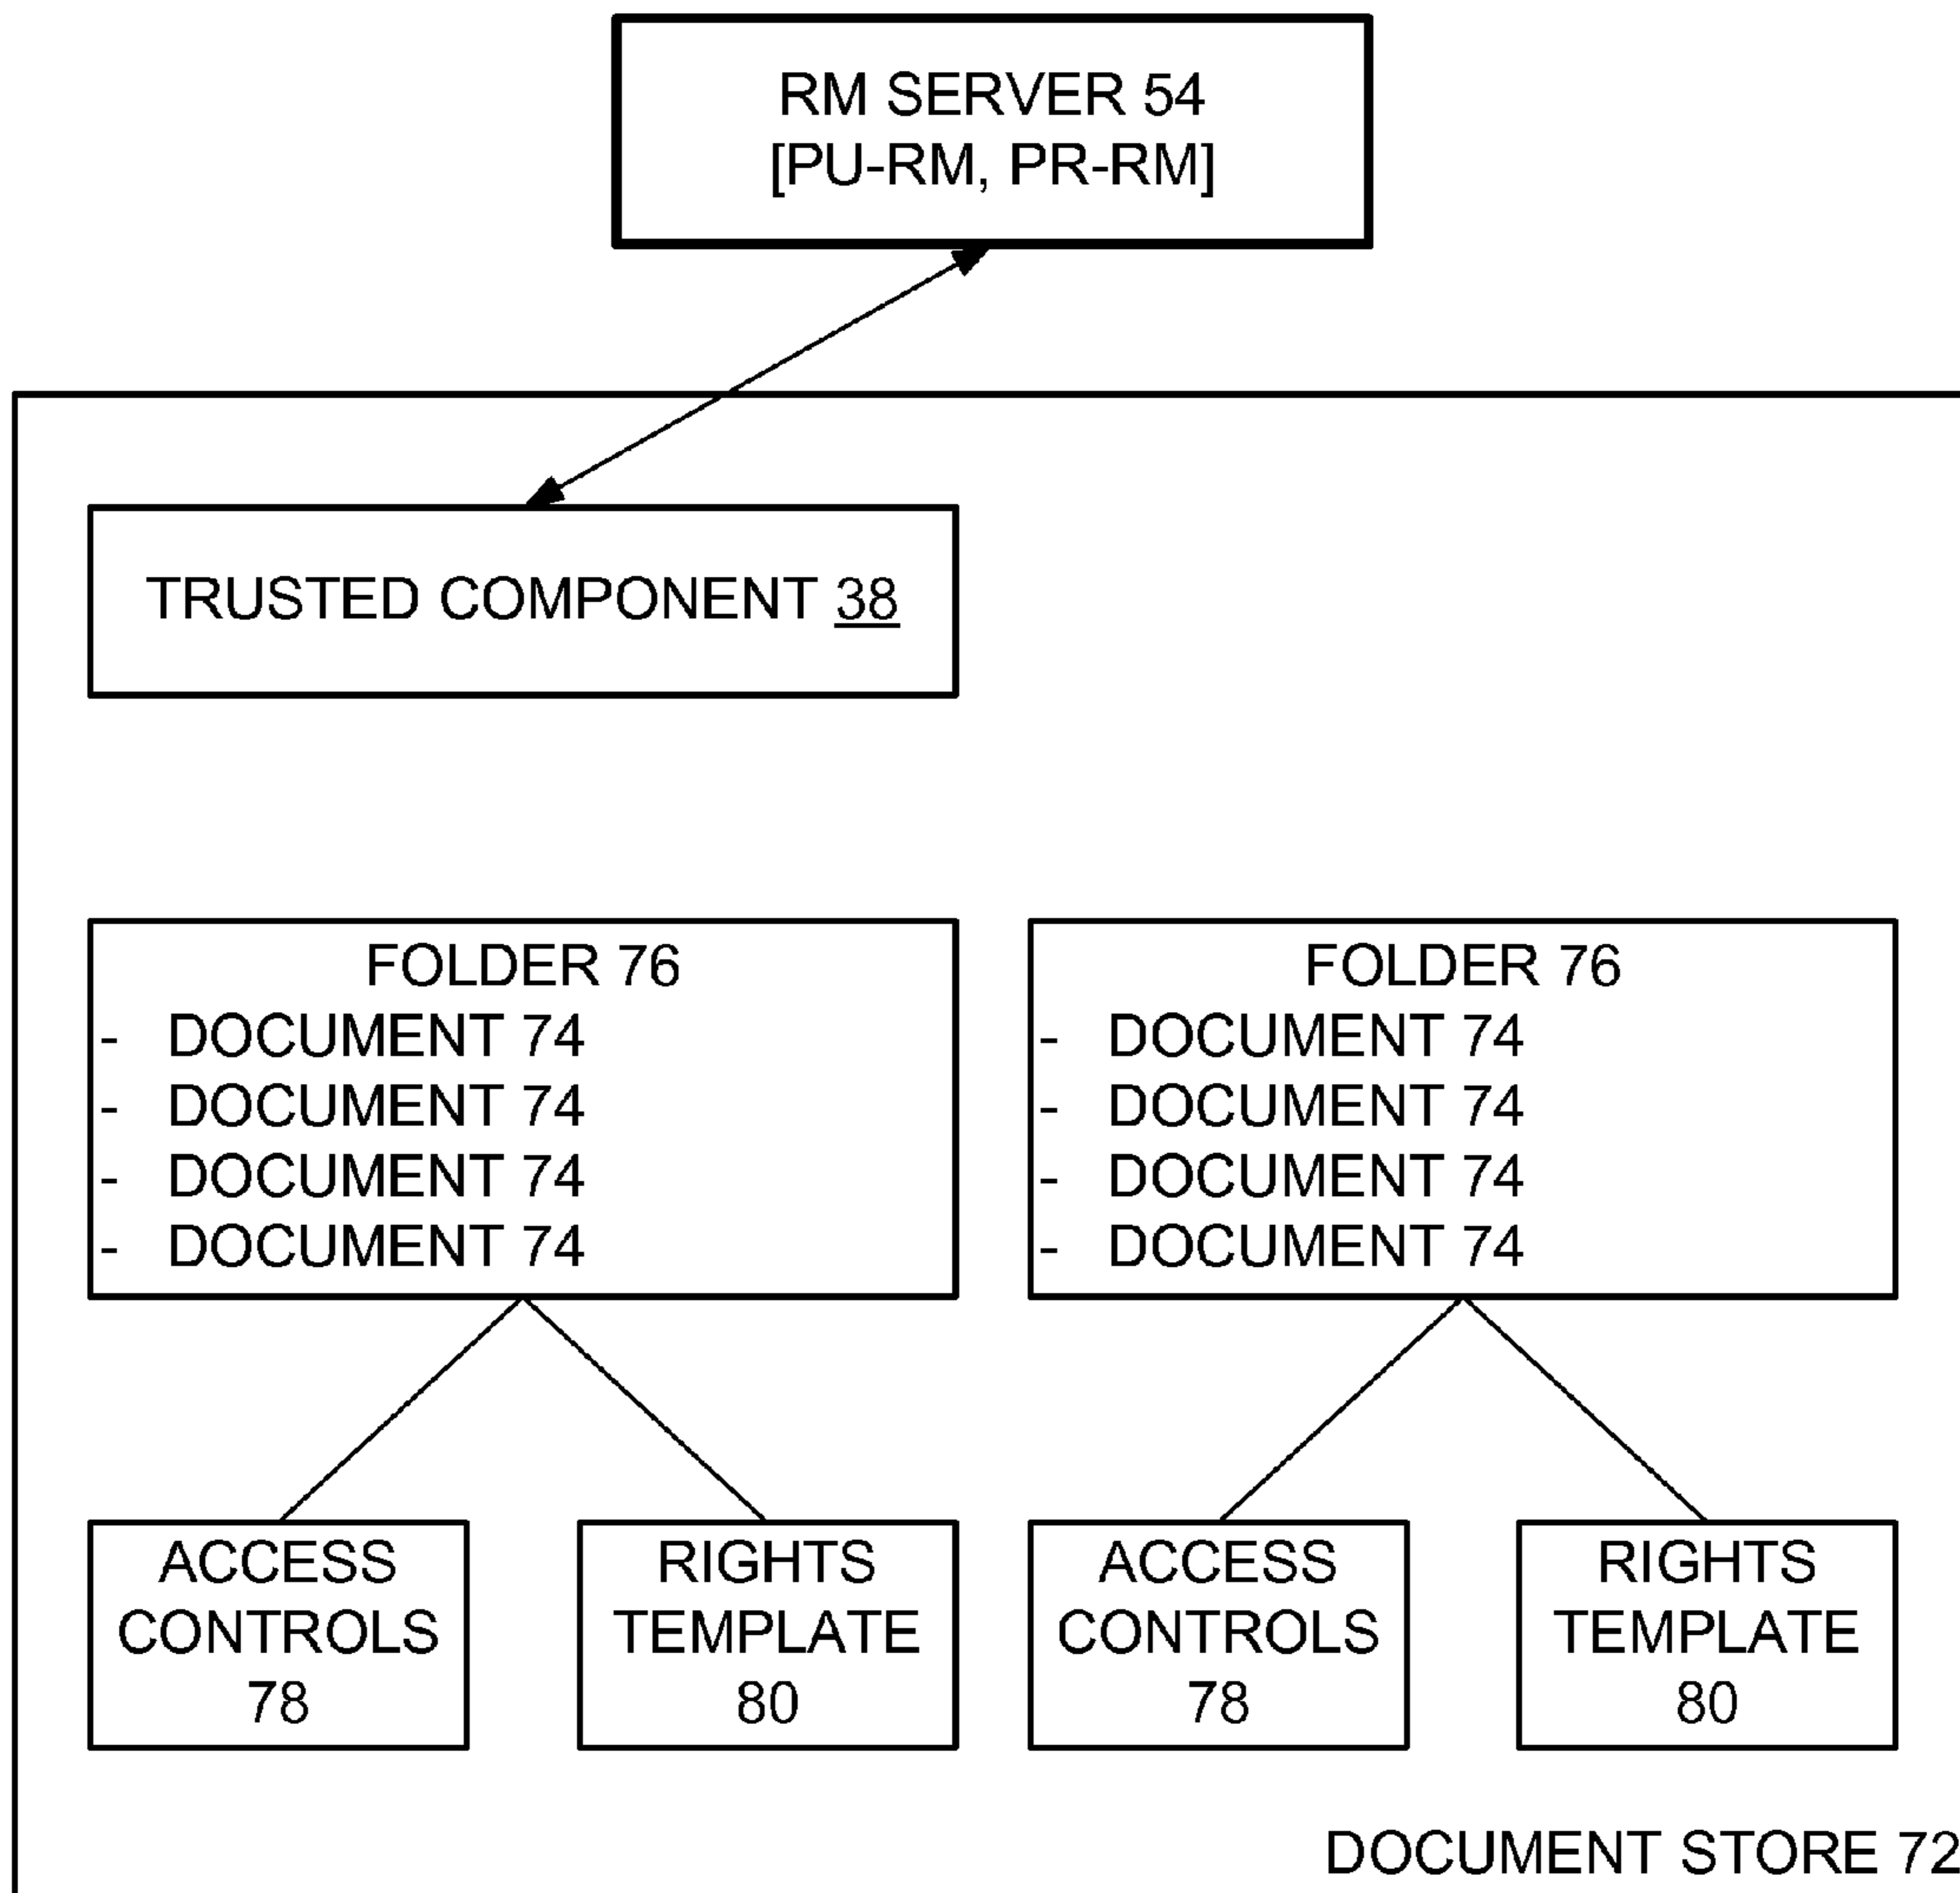 RM SERVER 54
[PU-RM, PR-RM]
TRUSTED COMPONENT 38
FOLDER 76
- DOCUMENT 74
- DOCUMENT 74
- DOCUMENT 74
- DOCUMENT 74
FOLDER 76
- DOCUMENT 74
- DOCUMENT 74
- DOCUMENT 74
- DOCUMENT 74
ACCESS
CONTROLS
78
RIGHTS
TEMPLATE
80
ACCESS
CONTROLS
78
RIGHTS
TEMPLATE
80
DOCUMENT STORE 72